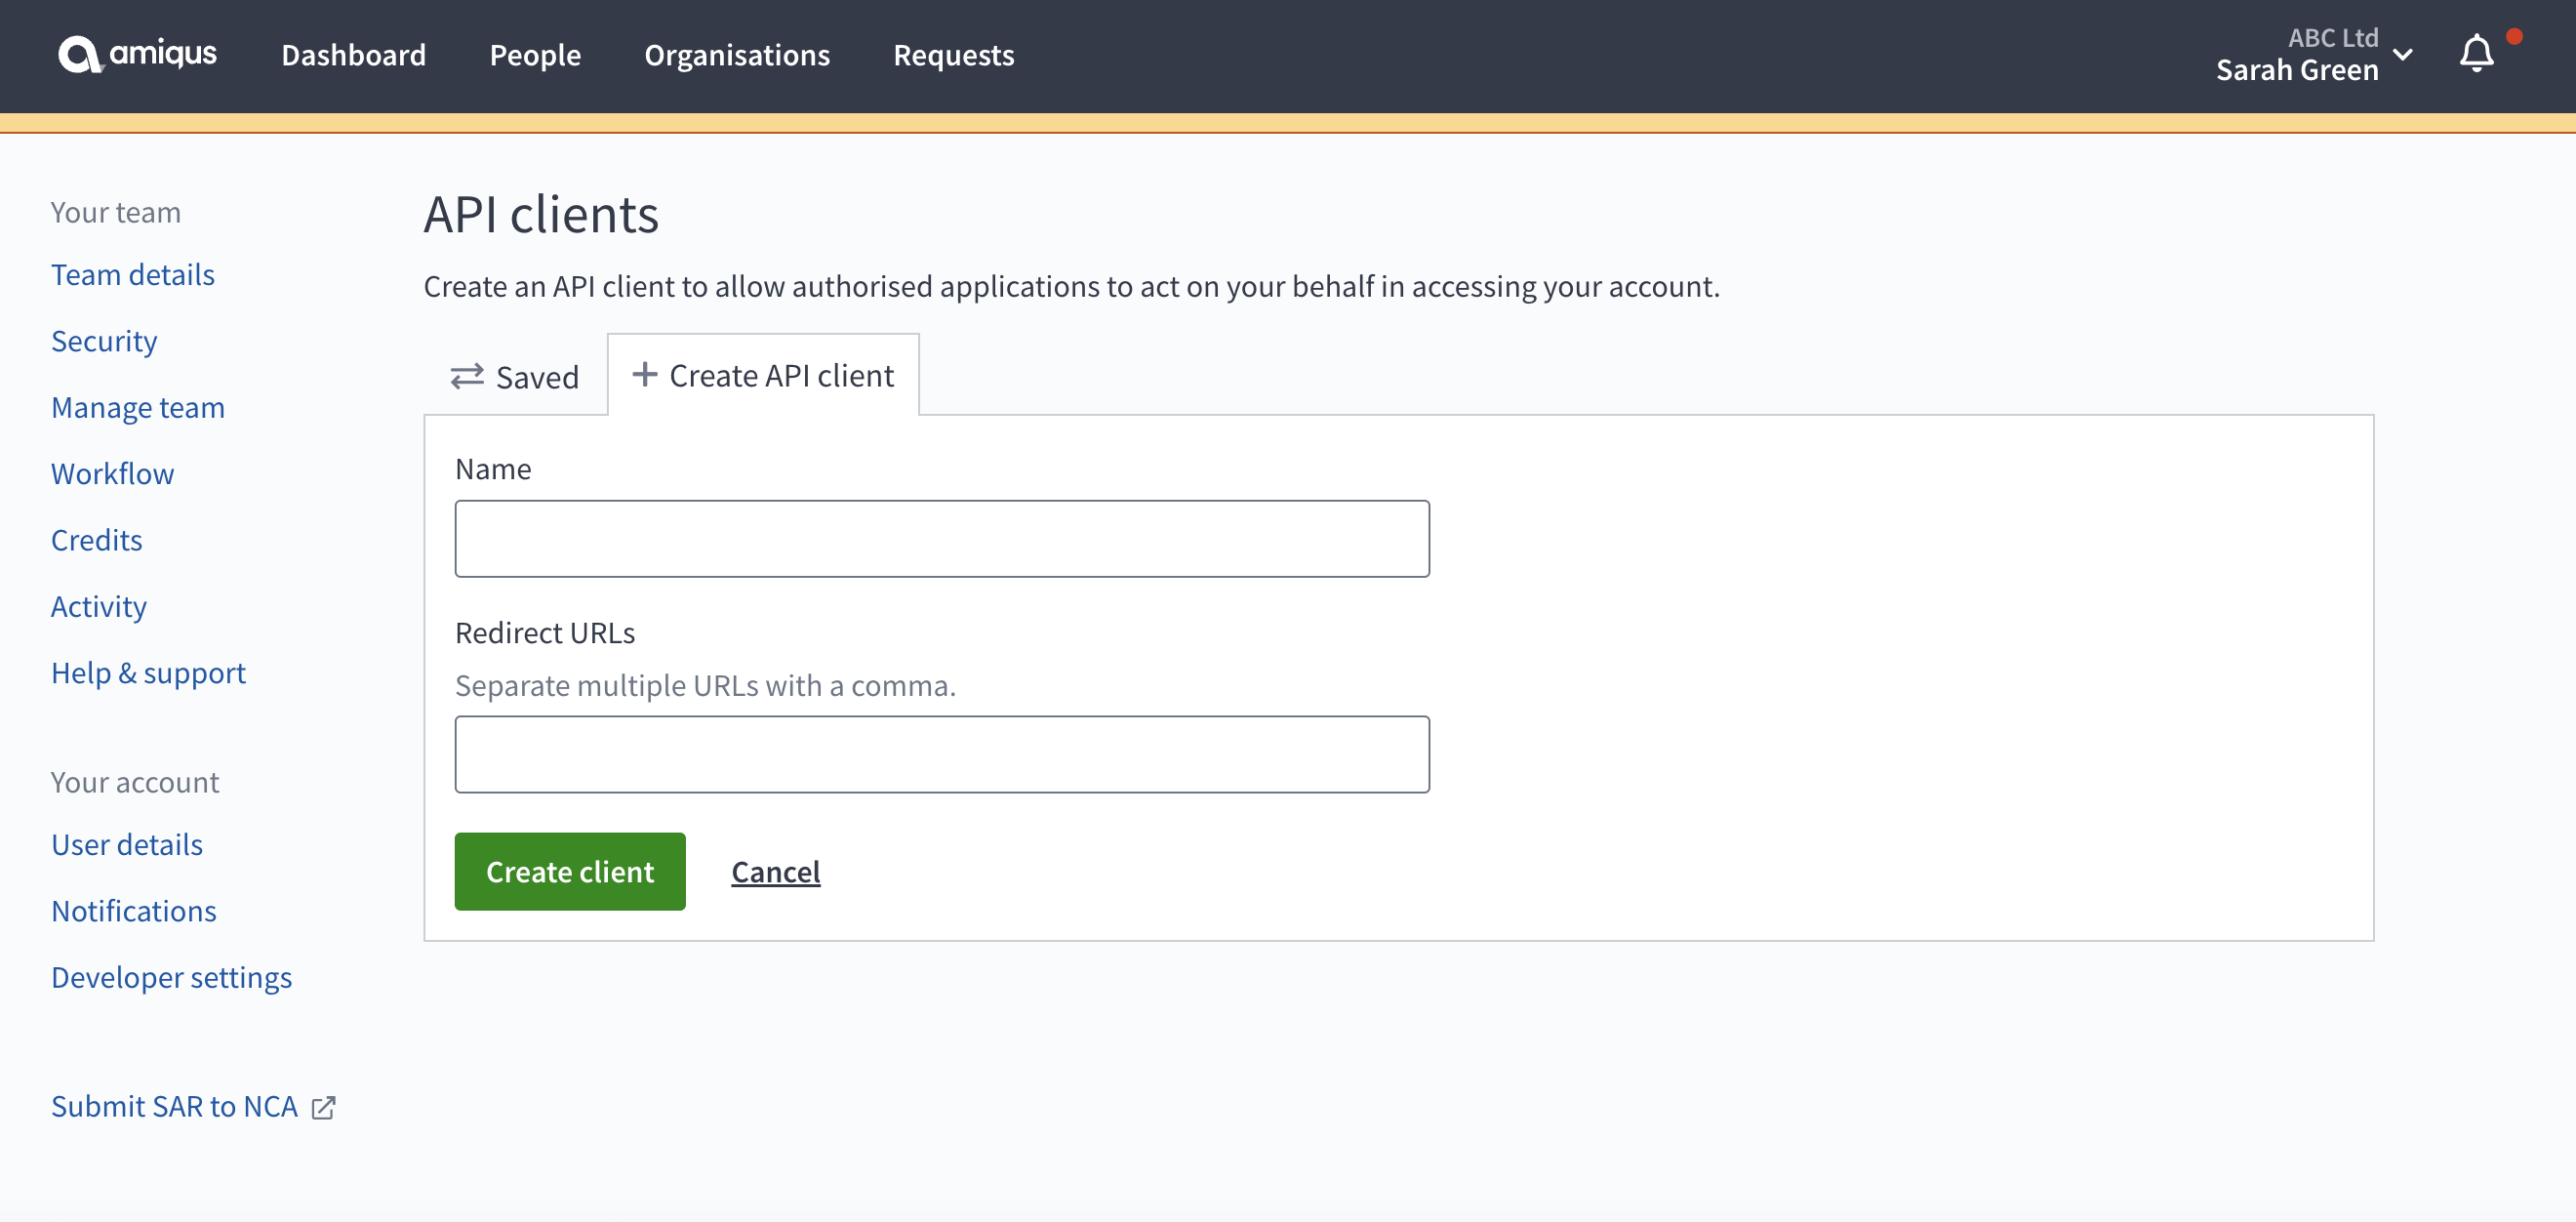 amiqus
Dashboard
People
Organisations
Requests
ABC Ltd
Sarah Green
Your team
Team details
Security
Manage team
Workflow
Credits
Activity
Help & support
Your account
User details
Notifications
Developer settings
Submit SAR to NCA
API clients
Create an API client to allow authorised applications to act on your behalf in accessing your account.
Saved
Create API client
Name
Redirect URLs
Separate multiple URLs with a comma.
Create client
Cancel